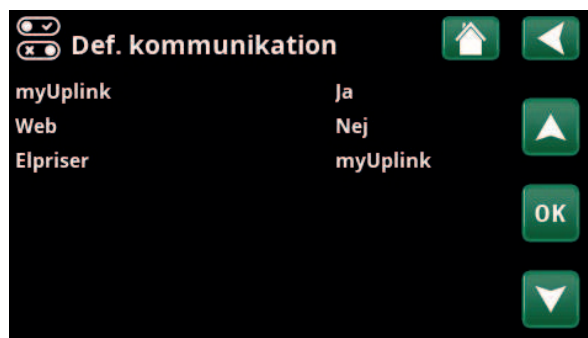 Def. kommunikation
myUplink Ja
Web Nej
Elpriser myUplink
OK